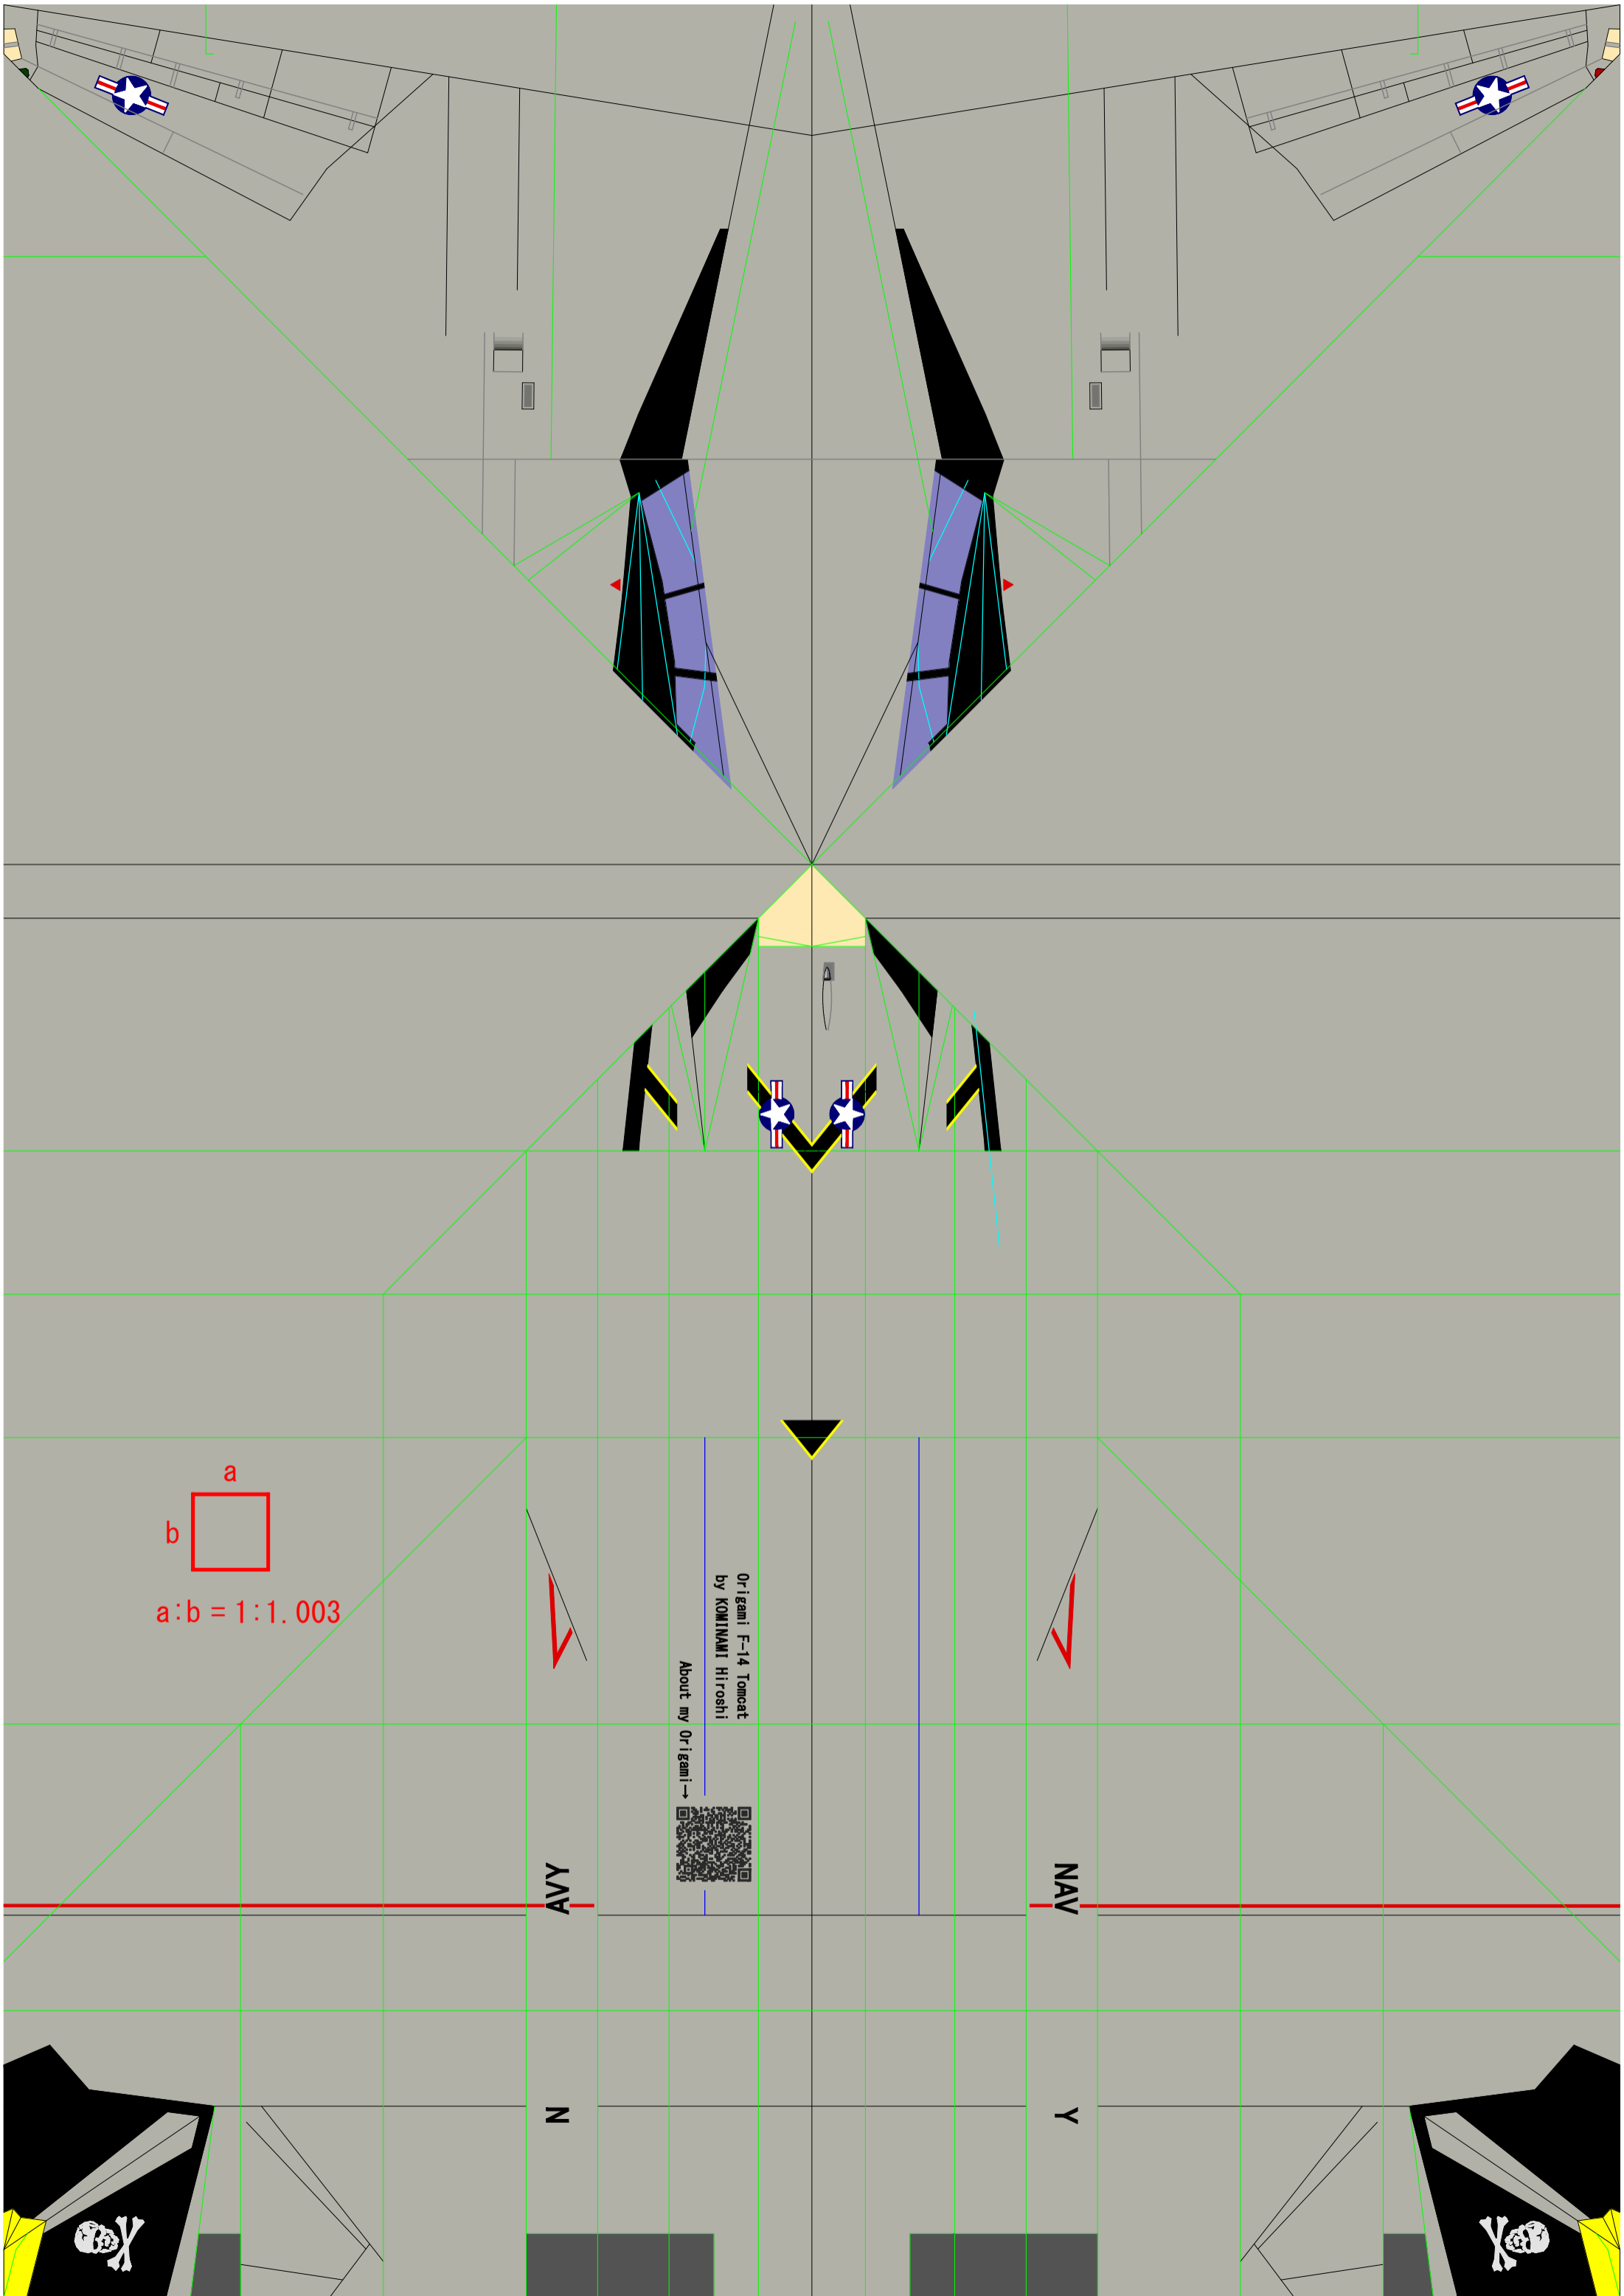 a
b
a:b = 1:1.003
Origami F-14 Tomcat
by KOMINAMI Hiroshi
About my Origami→
AVY
NAV
N
Y